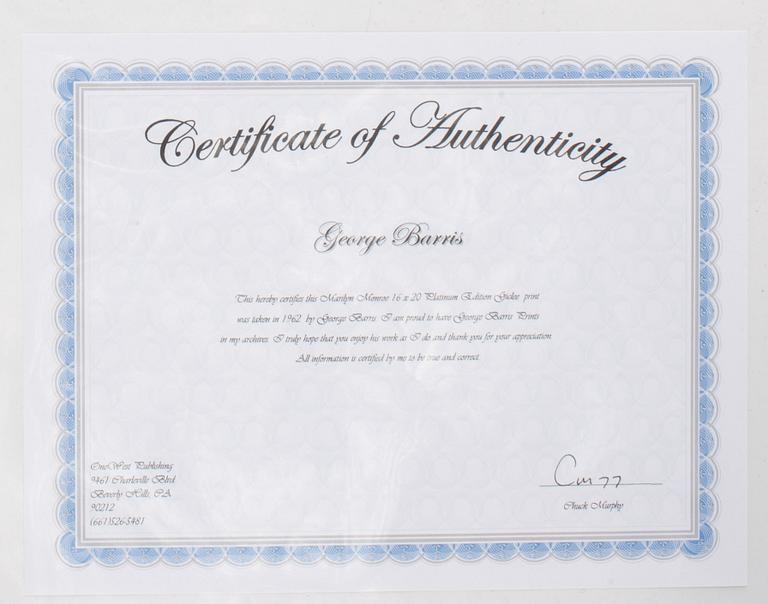 Certificate of Authenticity
George Barris
This hereby certifies this Marilyn Monroe 16 x 20 Platinum Edition Giclee print
was taken in 1962 by George Barris. I am proud to have George Barris Prints
in my archives. I truly hope that you enjoy his work as I do and thank you for your appreciation.
All information is certified by me to be true and correct.
OneWest Publishing
9461 Charleville Blvd
Beverly Hills, CA
90212
(661)526-5481
Chuck Murphy